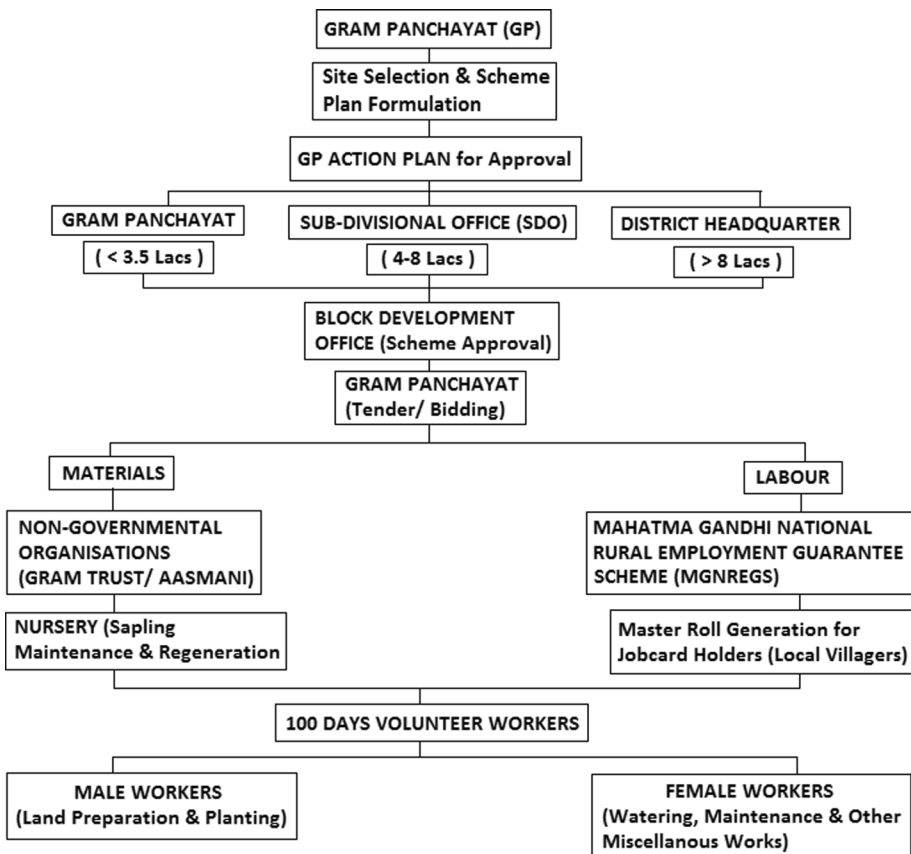 GRAM PANCHAYAT (GP)
Site Selection & Scheme
Plan Formulation
GP ACTION PLAN for Approval
GRAM PANCHAYAT
SUB-DIVISIONAL OFFICE (SDO)
DISTRICT HEADQUARTER
( < 3.5 Lacs )
( 4-8 Lacs )
( > 8 Lacs )
BLOCK DEVELOPMENT
OFFICE (Scheme Approval)
GRAM PANCHAYAT
(Tender/ Bidding)
MATERIALS
LABOUR
NON-GOVERNMENTAL
ORGANISATIONS
(GRAM TRUST/ AASMANI)
MAHATMA GANDHI NATIONAL
RURAL EMPLOYMENT GUARANTEE
SCHEME (MGNREGS)
NURSERY (Sapling
Maintenance & Regeneration
Master Roll Generation for
Jobcard Holders (Local Villagers)
100 DAYS VOLUNTEER WORKERS
MALE WORKERS
(Land Preparation & Planting)
FEMALE WORKERS
(Watering, Maintenance & Other
Miscellanous Works)